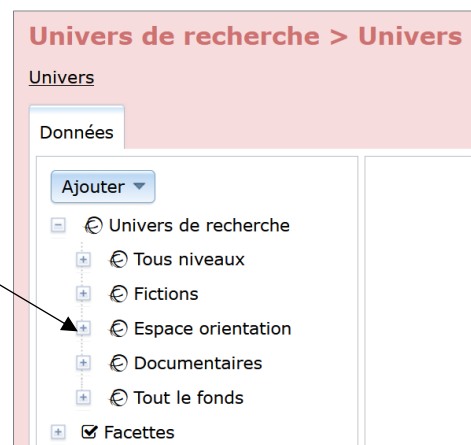 Univers de recherche > Univers
Univers
Données
Ajouter
Univers de recherche
Tous niveaux
Fictions
Espace orientation
Documentaires
Tout le fonds
Facettes